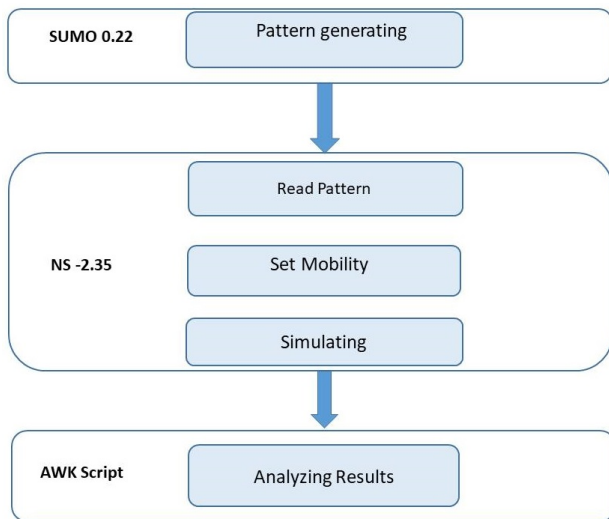 SUMO 0.22
Pattern generating
Read Pattern
NS -2.35
Set Mobility
Simulating
AWK Script
Analyzing Results